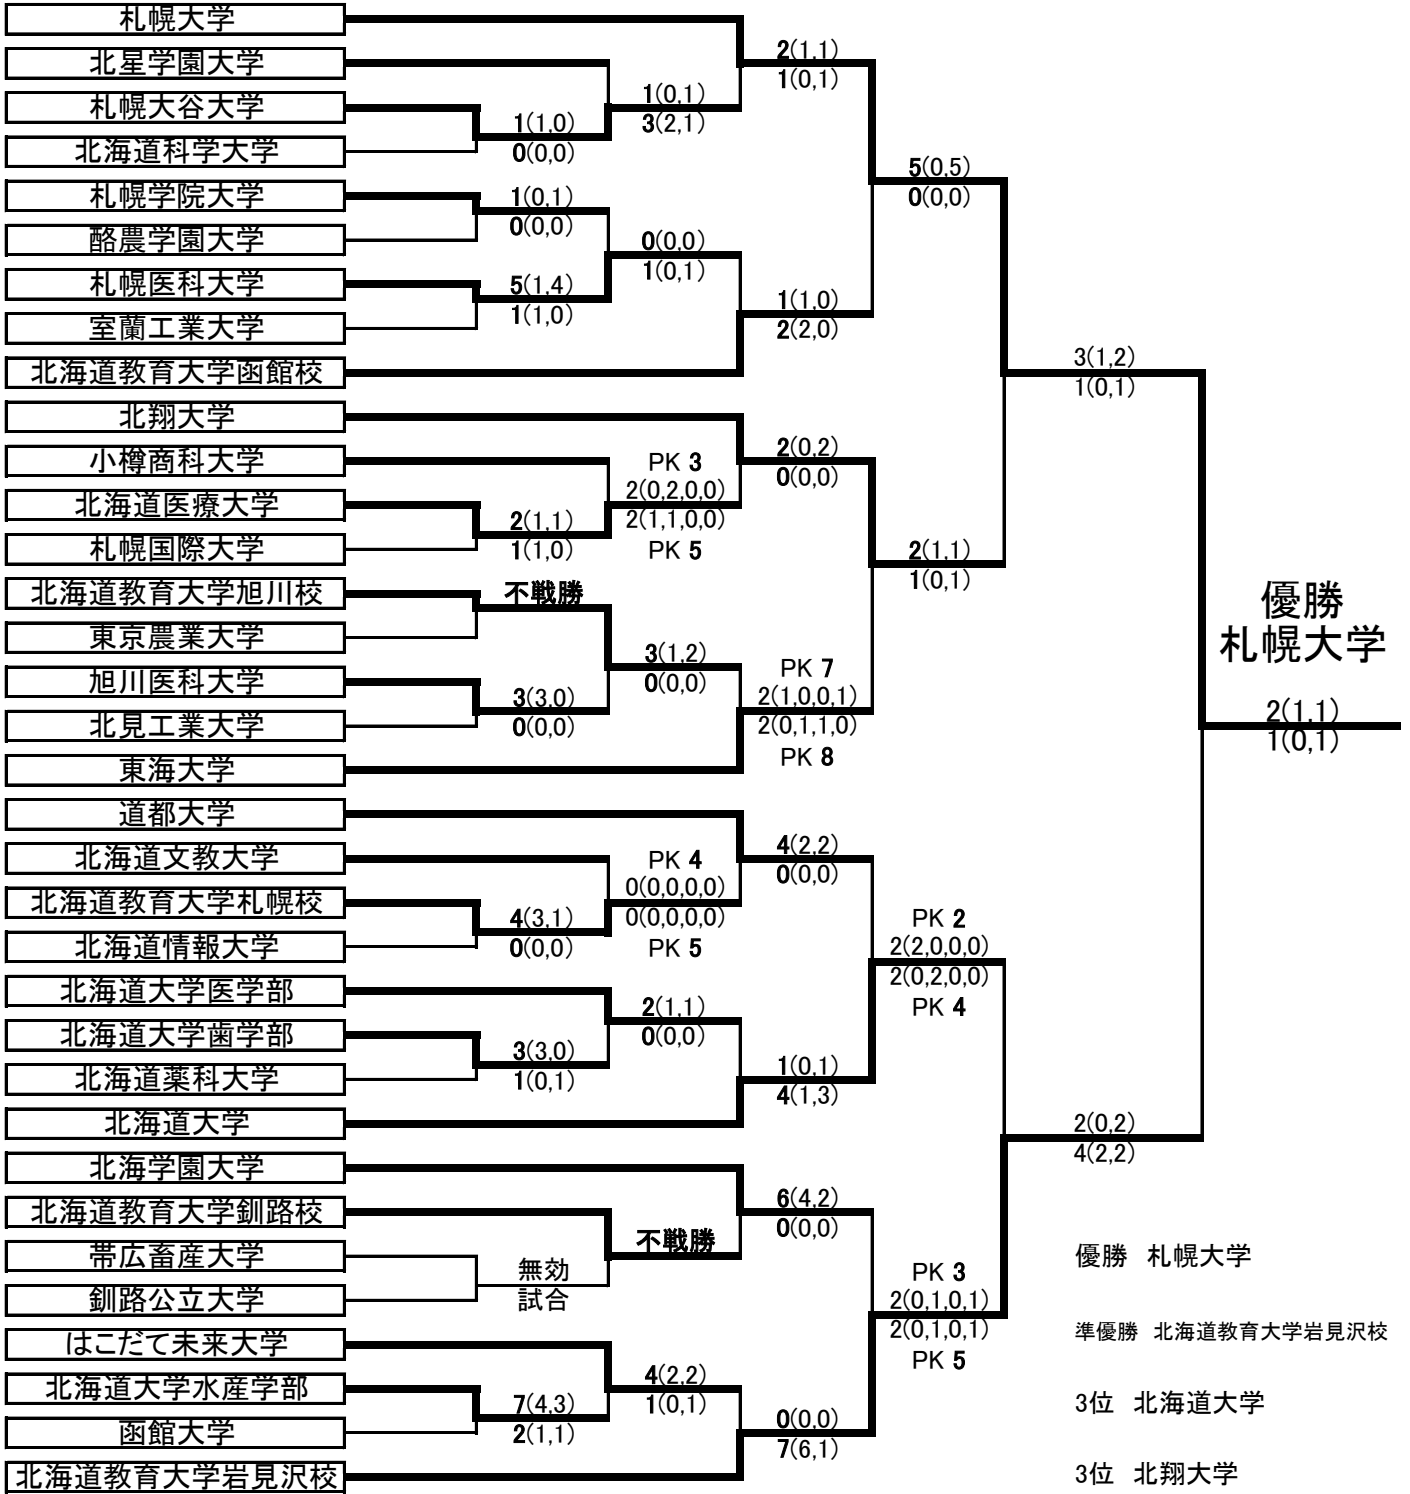 札幌大学
北星学園大学
札幌大谷大学
北海道科学大学
札幌学院大学
酪農学園大学
札幌医科大学
室蘭工業大学
北海道教育大学函館校
北翔大学
小樽商科大学
北海道医療大学
札幌国際大学
北海道教育大学旭川校
東京農業大学
旭川医科大学
北見工業大学
東海大学
道都大学
北海道文教大学
北海道教育大学札幌校
北海道情報大学
北海道大学医学部
北海道大学歯学部
北海道薬科大学
北海道大学
北海学園大学
北海道教育大学釧路校
帯広畜産大学
釧路公立大学
はこだて未来大学
北海道大学水産学部
函館大学
北海道教育大学岩見沢校
1(1,0)
0(0,0)
1(0,1)
0(0,0)
5(1,4)
1(1,0)
2(1,1)
1(1,0)
不戦勝
3(3,0)
0(0,0)
4(3,1)
0(0,0)
3(3,0)
1(0,1)
無効
試合
7(4,3)
2(1,1)
1(0,1)
3(2,1)
0(0,0)
1(0,1)
PK 3
2(0,2,0,0)
2(1,1,0,0)
PK 5
3(1,2)
0(0,0)
PK 4
0(0,0,0,0)
0(0,0,0,0)
PK 5
2(1,1)
0(0,0)
不戦勝
4(2,2)
1(0,1)
2(1,1)
1(0,1)
1(1,0)
2(2,0)
2(0,2)
0(0,0)
PK 7
2(1,0,0,1)
2(0,1,1,0)
PK 8
4(2,2)
0(0,0)
1(0,1)
4(1,3)
6(4,2)
0(0,0)
0(0,0)
7(6,1)
5(0,5)
0(0,0)
2(1,1)
1(0,1)
PK 2
2(2,0,0,0)
2(0,2,0,0)
PK 4
PK 3
2(0,1,0,1)
2(0,1,0,1)
PK 5
3(1,2)
1(0,1)
2(0,2)
4(2,2)
優勝
札幌大学
2(1,1)
1(0,1)
優勝 札幌大学
準優勝 北海道教育大学岩見沢校
3位 北海道大学
3位 北翔大学